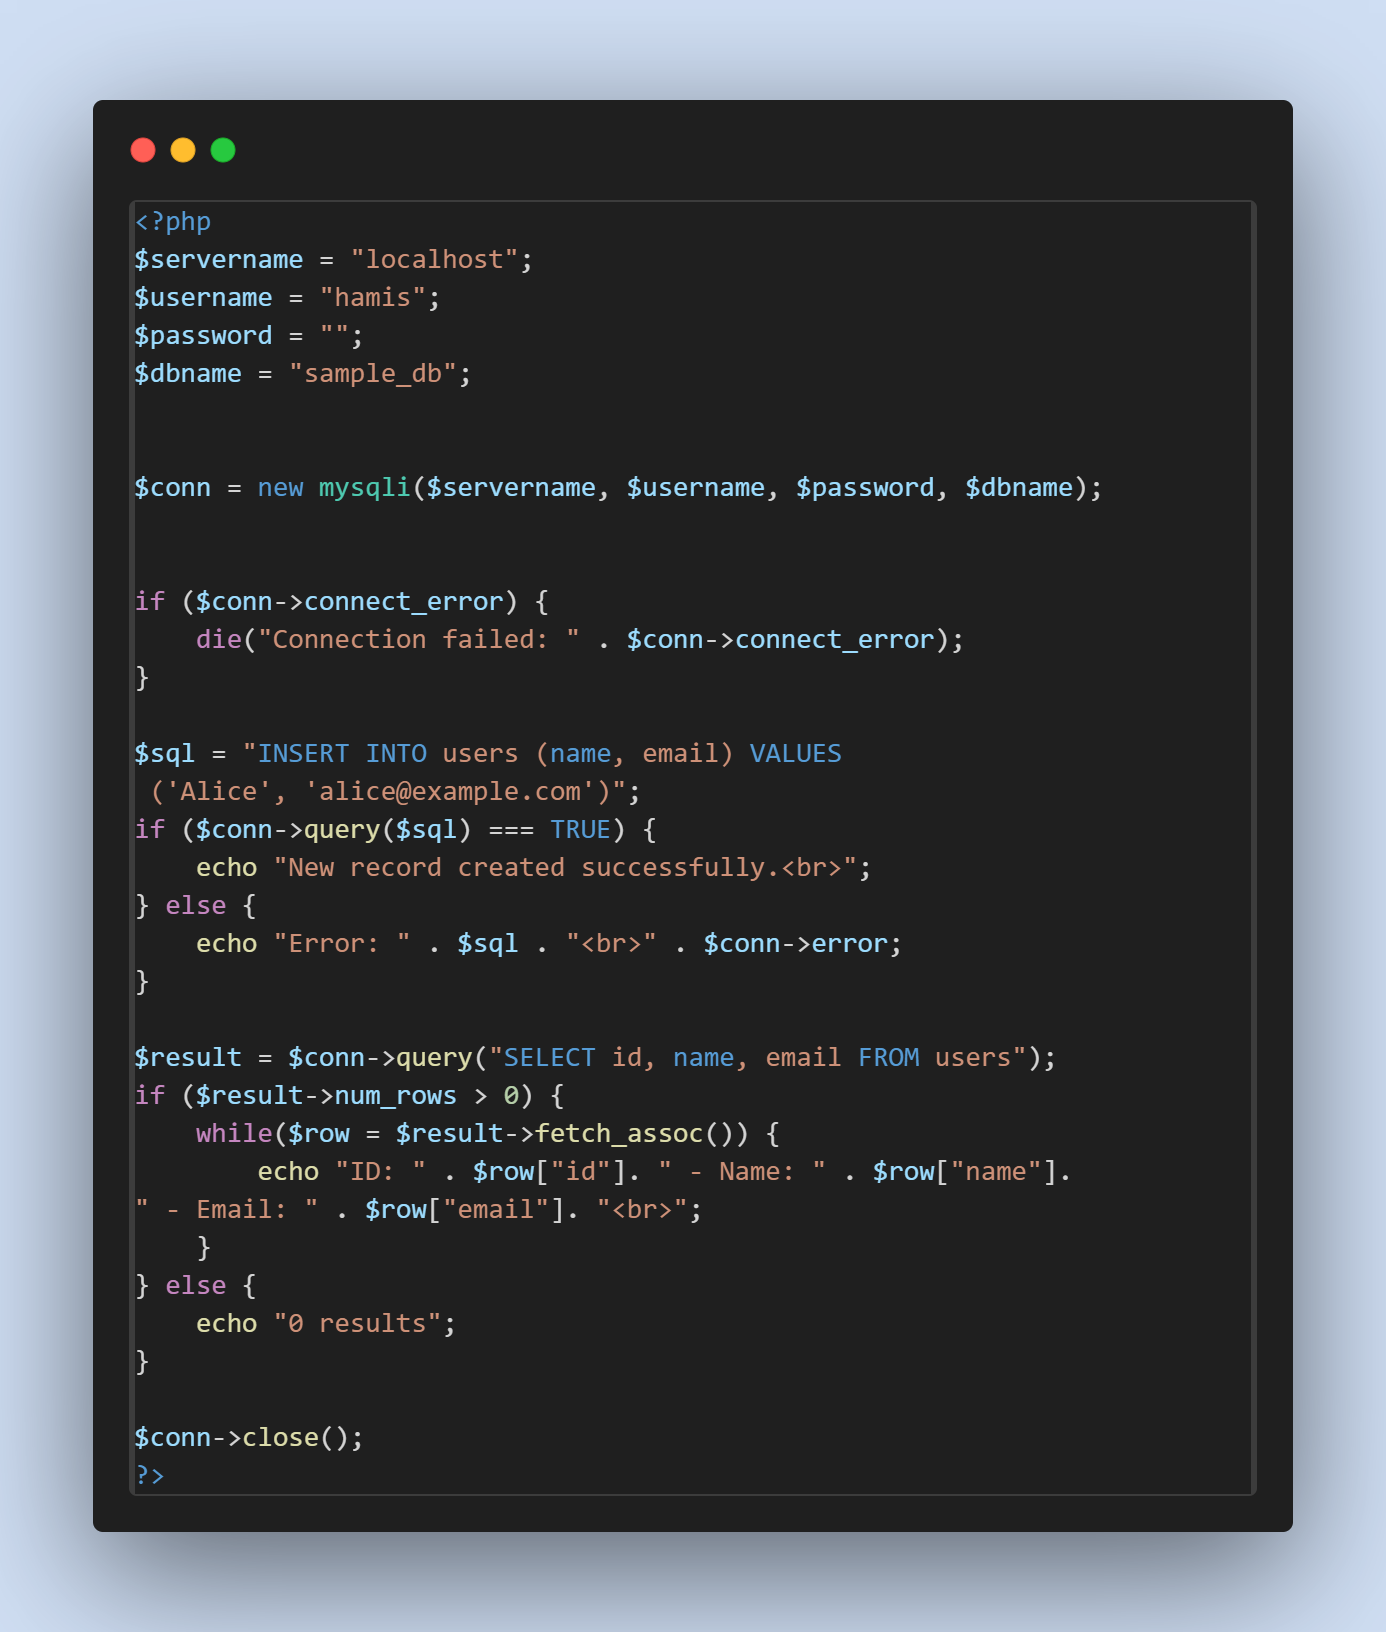 <?php
$servername = "localhost";
$username = "hamis";
$password = "";
$dbname = "sample_db";
$conn = new mysqli($servername, $username, $password, $dbname);
if ($conn->connect_error) {
    die("Connection failed: " . $conn->connect_error);
}
$sql = "INSERT INTO users (name, email) VALUES
 ('Alice', 'alice@example.com')";
if ($conn->query($sql) === TRUE) {
    echo "New record created successfully.<br>";
} else {
    echo "Error: " . $sql . "<br>" . $conn->error;
}
$result = $conn->query("SELECT id, name, email FROM users");
if ($result->num_rows > 0) {
    while($row = $result->fetch_assoc()) {
        echo "ID: " . $row["id"]. " - Name: " . $row["name"].
" - Email: " . $row["email"]. "<br>";
    }
} else {
    echo "0 results";
}
$conn->close();
?>